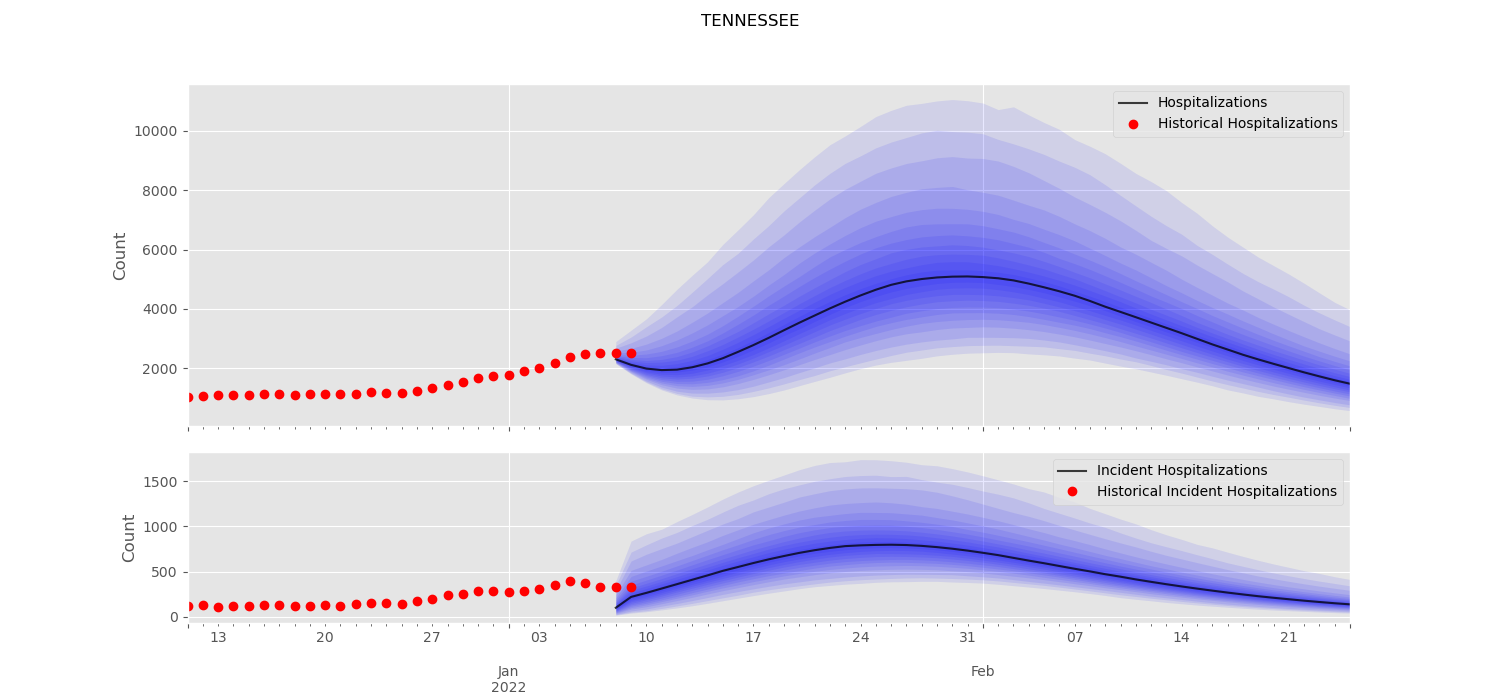 TENNESSEE
Hospitalizations
Historical Hospitalizations
10000
8000
6000
4000
2000
Count
Incident Hospitalizations
Historical Incident Hospitalizations
1500
1000
500
0
Count
13 20 27 03 10 17 24 31 07 14 21
Jan Feb
2022